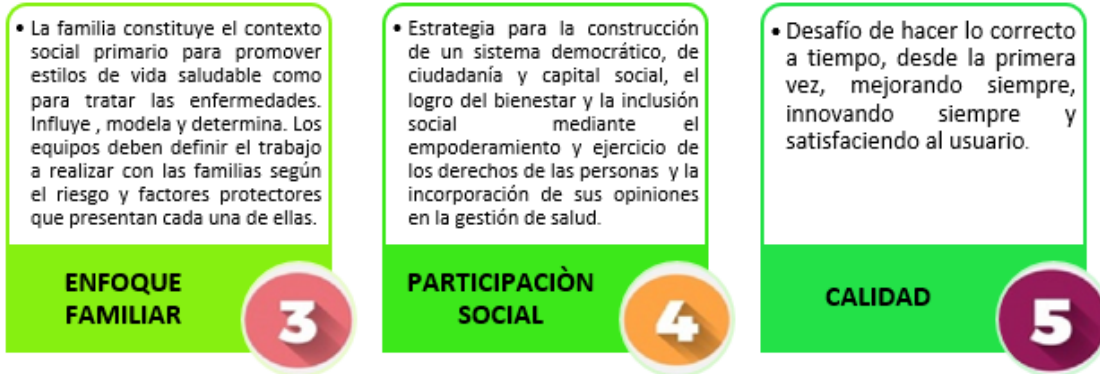 • La familia constituye el contexto
social primario para promover
estilos de vida saludable como
para tratar las enfermedades.
Influye , modela y determina. Los
equipos deben definir el trabajo
a realizar con las familias según
el riesgo y factores protectores
que presentan cada una de ellas.
ENFOQUE
FAMILIAR
3
• Estrategia para la construcción
de un sistema democrático, de
ciudadanía y capital social, el
logro del bienestar y la inclusión
social mediante el
empoderamiento y ejercicio de
los derechos de las personas y la
incorporación de sus opiniones
en la gestión de salud.
PARTICIPACIÒN
SOCIAL
4
• Desafío de hacer lo correcto
a tiempo, desde la primera
vez, mejorando siempre,
innovando siempre y
satisfaciendo al usuario.
CALIDAD
5